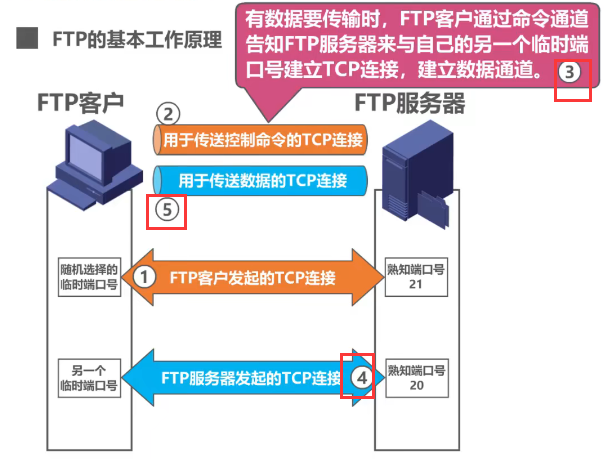 FTP的基本工作原理
有数据要传输时，FTP客户通过命令通道
告知FTP服务器来与自己的另一个临时端
口号建立TCP连接，建立数据通道。③
FTP客户
FTP服务器
②
用于传送控制命令的TCP连接
用于传送数据的TCP连接
⑤
随机选择的
临时端口号
①
FTP客户发起的TCP连接
熟知端口号
21
另一个
临时端口号
FTP服务器发起的TCP连接
④
熟知端口号
20